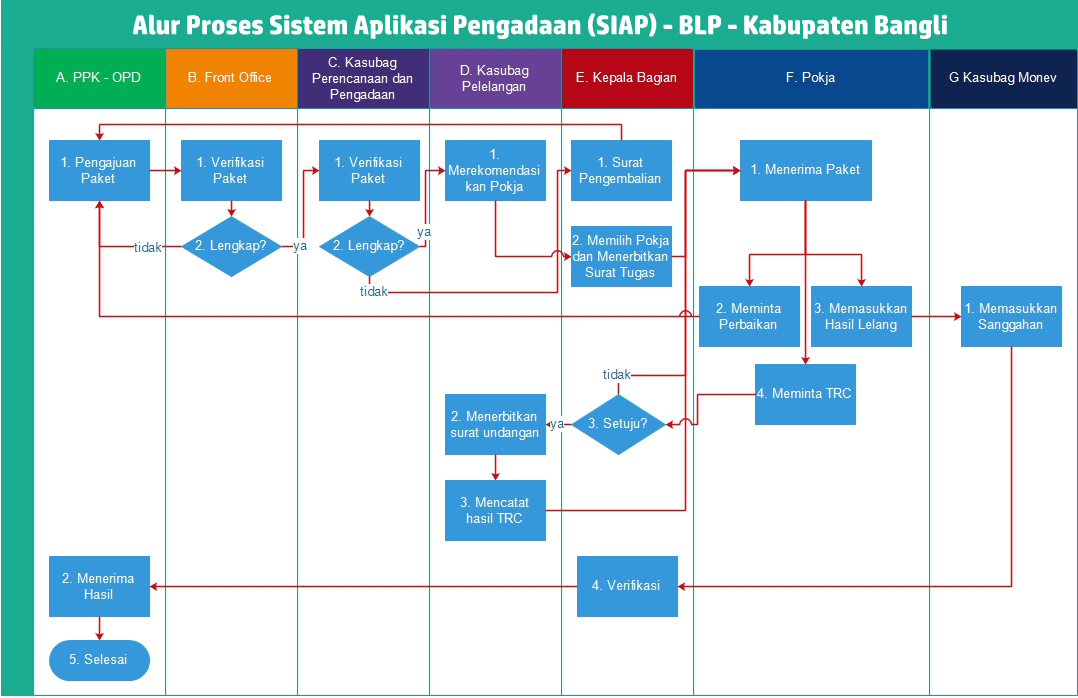 Alur Proses Sistem Aplikasi Pengadaan (SIAP) - BLP - Kabupaten Bangli
A. PPK - OPD
B. Front Office
C. Kasubag
Perencanaan dan
Pengadaan
D. Kasubag
Pelelangan
E. Kepala Bagian
F. Pokja
G Kasubag Monev
1. Pengajuan
Paket
1. Verifikasi
Paket
1. Verifikasi
Paket
1.
Merekomendasi
kan Pokja
1. Surat
Pengembalian
1. Menerima Paket
tidak
2. Lengkap?
ya
2. Lengkap?
ya
tidak
2. Memilih Pokja
dan Menerbitkan
Surat Tugas
2. Meminta
Perbaikan
3. Memasukkan
Hasil Lelang
1. Memasukkan
Sanggahan
tidak
4. Meminta TRC
2. Menerbitkan
surat undangan
ya
3. Setuju?
3. Mencatat
hasil TRC
2. Menerima
Hasil
4. Verifikasi
5. Selesai